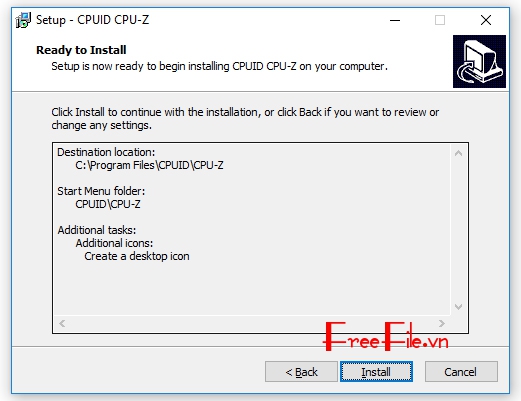 Setup - CPUID CPU-Z
Ready to Install
Setup is now ready to begin installing CPUID CPU-Z on your computer.
Click Install to continue with the installation, or click Back if you want to review or
change any settings.
Destination location:
C:\Program Files\CPUID\CPU-Z
Start Menu folder:
CPUID\CPU-Z
Additional tasks:
Additional icons:
Create a desktop icon
FreeFile.vn
< Back
Install
Cancel